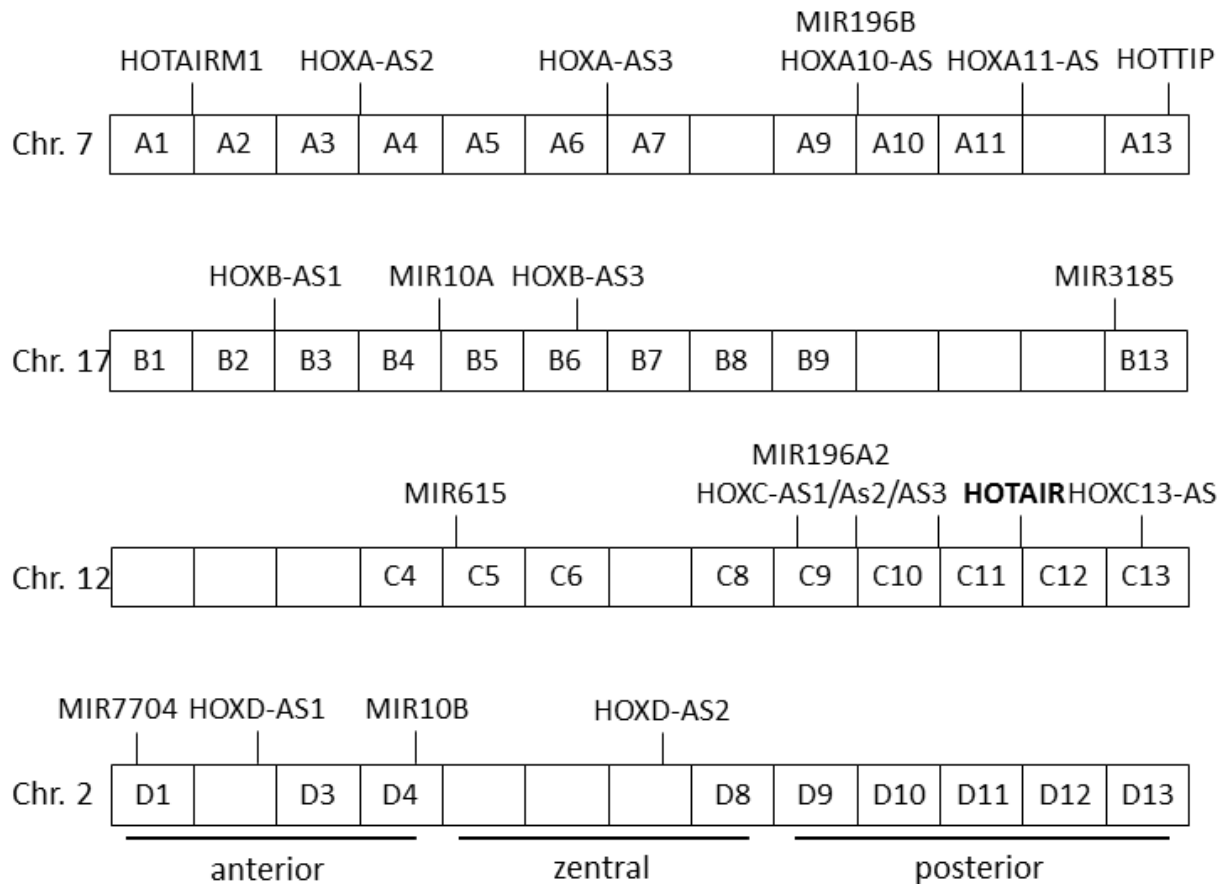 MIR196B
HOTAIRM1 HOXA-AS2 HOXA-AS3 HOXA10-AS HOXA11-AS HOTTIP
Chr. 7 A1 A2 A3 A4 A5 A6 A7 A9 A10 A11 A13
HOXB-AS1 MIR10A HOXB-AS3 MIR3185
Chr. 17 B1 B2 B3 B4 B5 B6 B7 B8 B9 B13
MIR196A2
MIR615 HOXC-AS1/As2/AS3 HOTAIR HOXC13-AS
Chr. 12 C4 C5 C6 C8 C9 C10 C11 C12 C13
MIR7704 HOXD-AS1 MIR10B HOXD-AS2
Chr. 2 D1 D3 D4 D8 D9 D10 D11 D12 D13
anterior zentral posterior